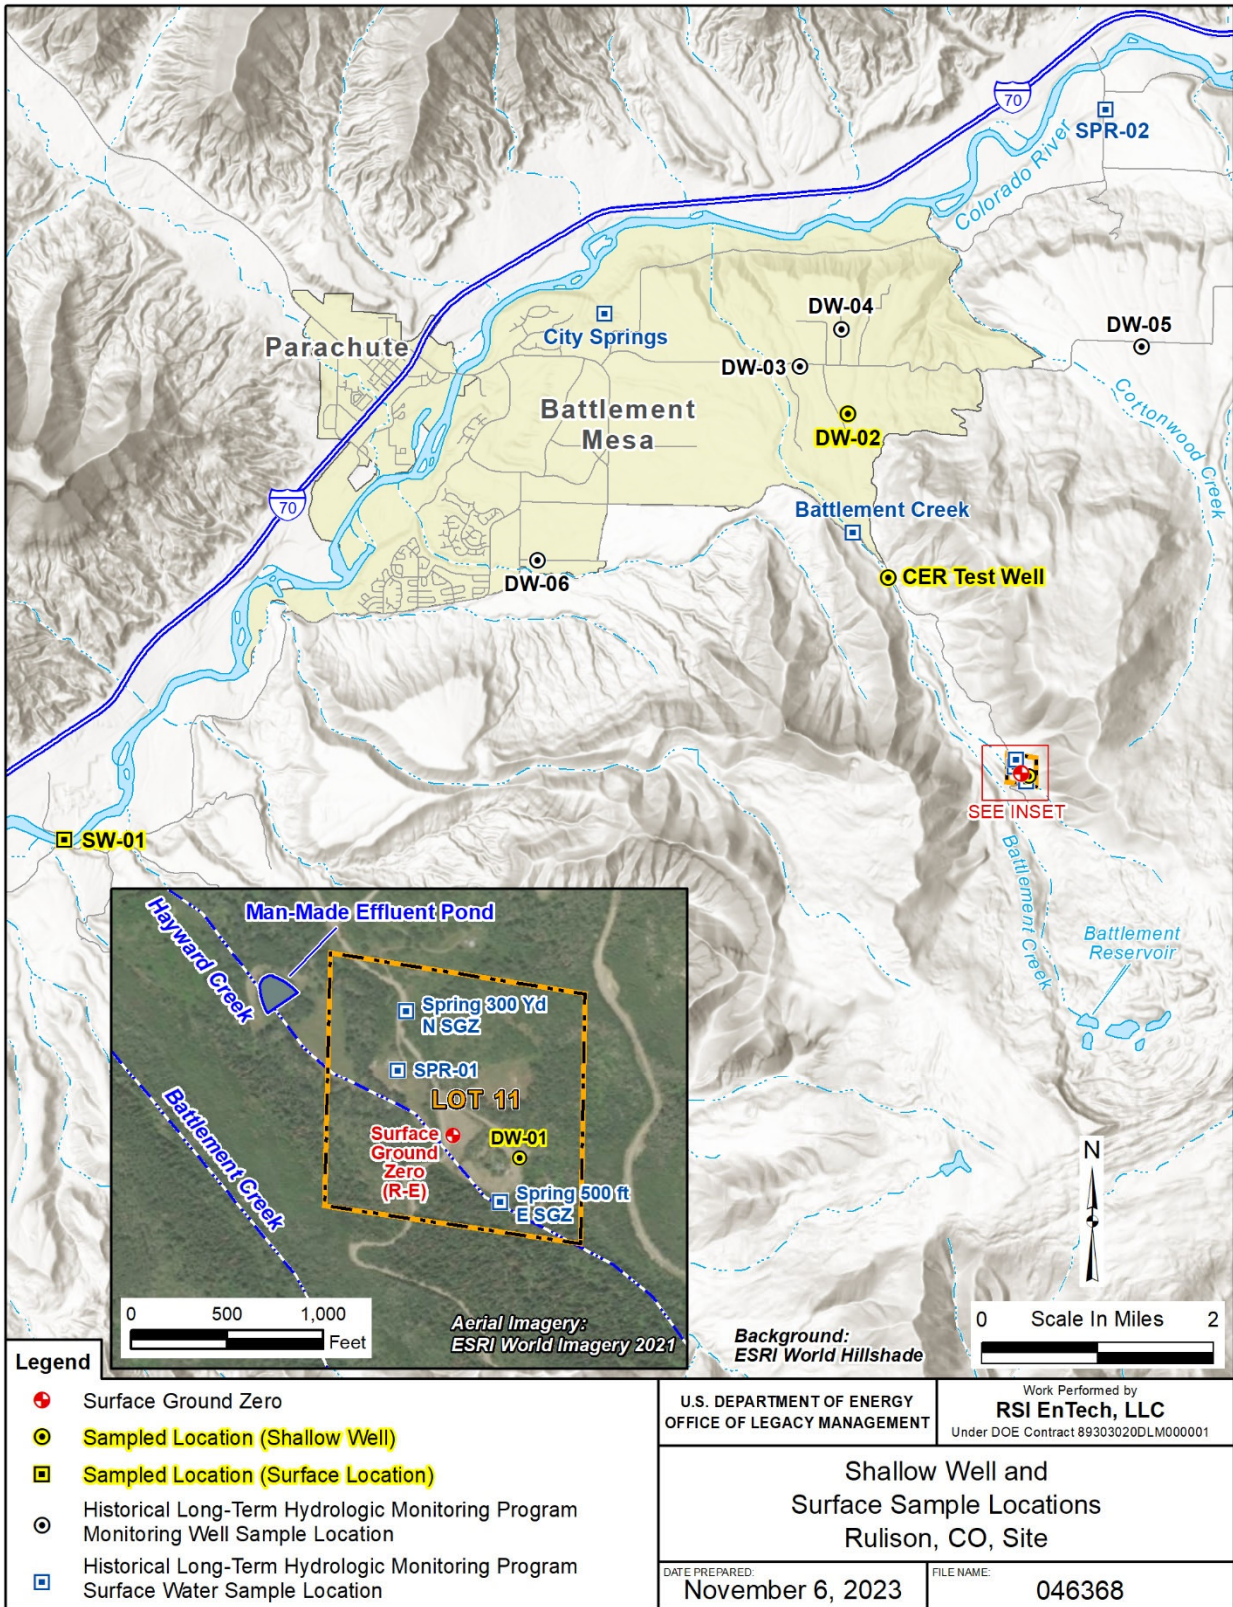 70
SPR-02
Colorado River
DW-04
DW-05
City Springs
Parachute
DW-03
Battlement
Mesa
Cottonwood Creek
DW-02
70
Battlement Creek
CER Test Well
DW-06
SEE INSET
SW-01
Battlement Creek
Battlement
Reservoir
Man-Made Effluent Pond
Hayward Creek
Spring 300 Yd
N SGZ
SPR-01
LOT 11
Battlement Creek
Surface
Ground
Zero
(R-E)
DW-01
Spring 500 ft
E SGZ
0 500 1,000
Feet
Aerial Imagery:
ESRI World Imagery 2021
Background:
ESRI World Hillshade
N
0 Scale In Miles 2
Legend
Surface Ground Zero
Sampled Location (Shallow Well)
Sampled Location (Surface Location)
Historical Long-Term Hydrologic Monitoring Program
Monitoring Well Sample Location
Historical Long-Term Hydrologic Monitoring Program
Surface Water Sample Location
U.S. DEPARTMENT OF ENERGY
OFFICE OF LEGACY MANAGEMENT
Work Performed by
RSI EnTech, LLC
Under DOE Contract 89303020DLM000001
Shallow Well and
Surface Sample Locations
Rulison, CO, Site
DATE PREPARED:
November 6, 2023
FILE NAME:
046368